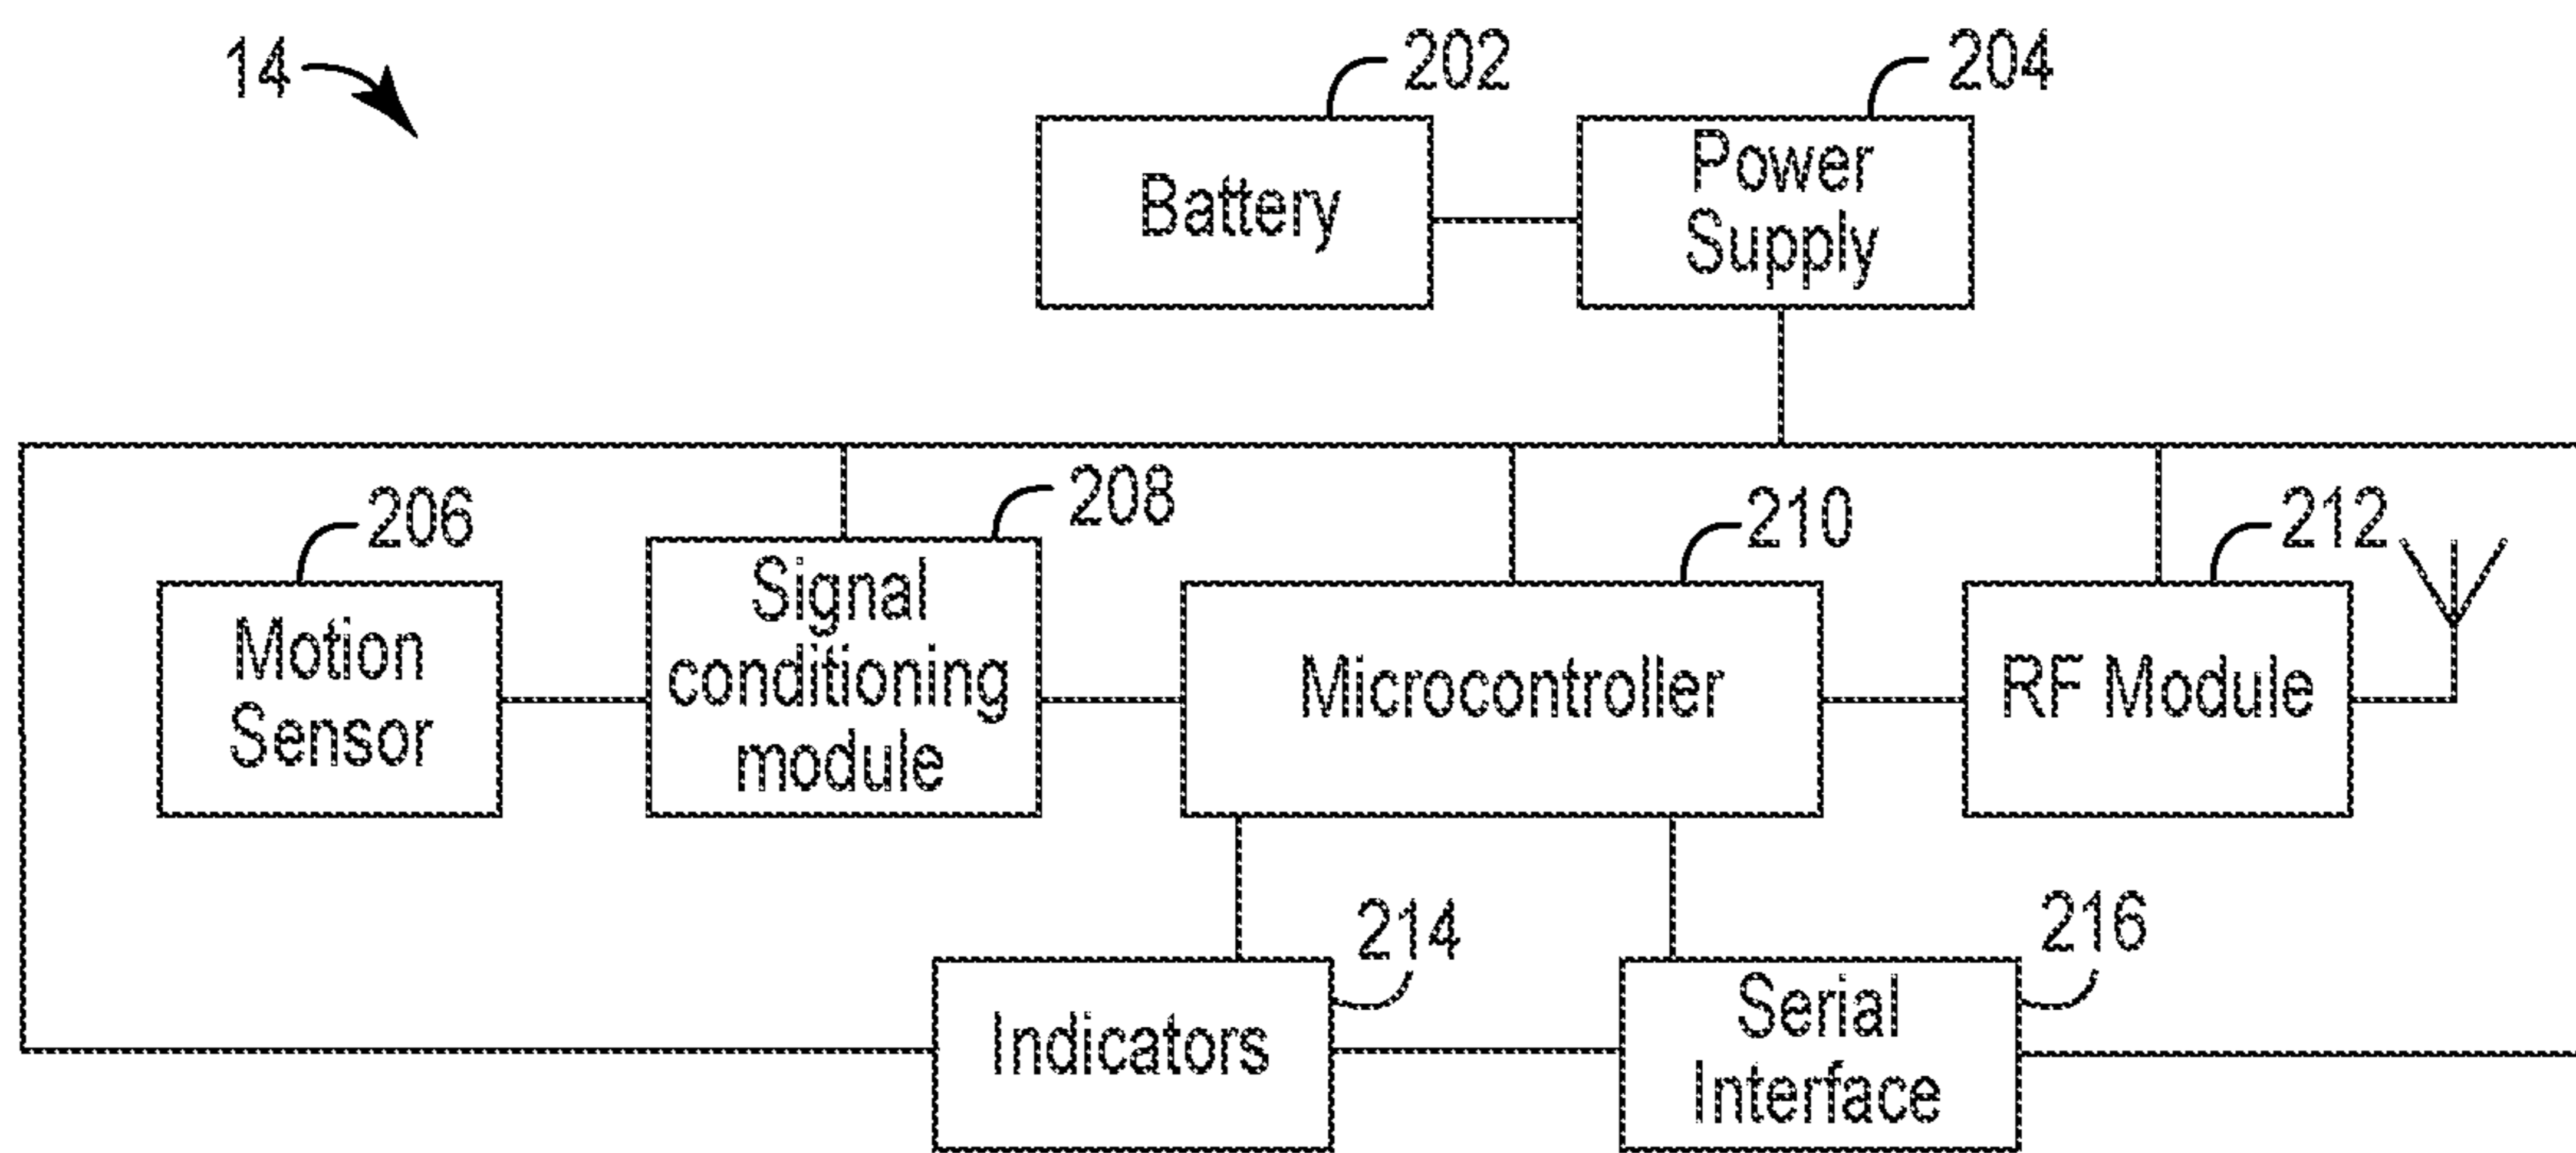 14
202
204
Battery
Power
Supply
206
208
210
212
Motion
Sensor
Signal
conditioning
module
Microcontroller
RF Module
214
216
Indicators
Serial
Interface